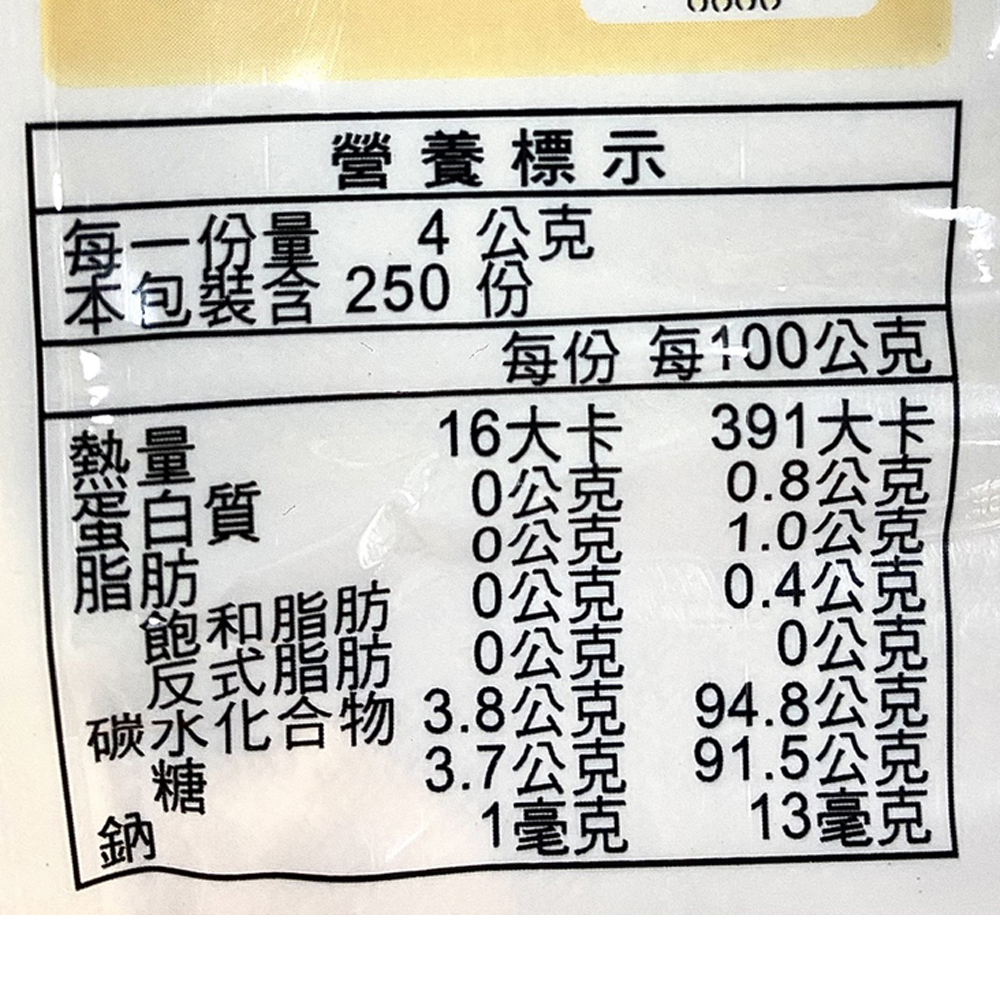 營養標示
每一份量 4 公克
本包裝含 250 份
每份 每100公克
熱量 16大卡 391大卡
蛋白質 0公克 0.8公克
脂肪 0公克 1.0公克
飽和脂肪 0公克 0.4公克
反式脂肪 0公克 0公克
碳水化合物 3.8公克 94.8公克
糖 3.7公克 91.5公克
鈉 1毫克 13毫克